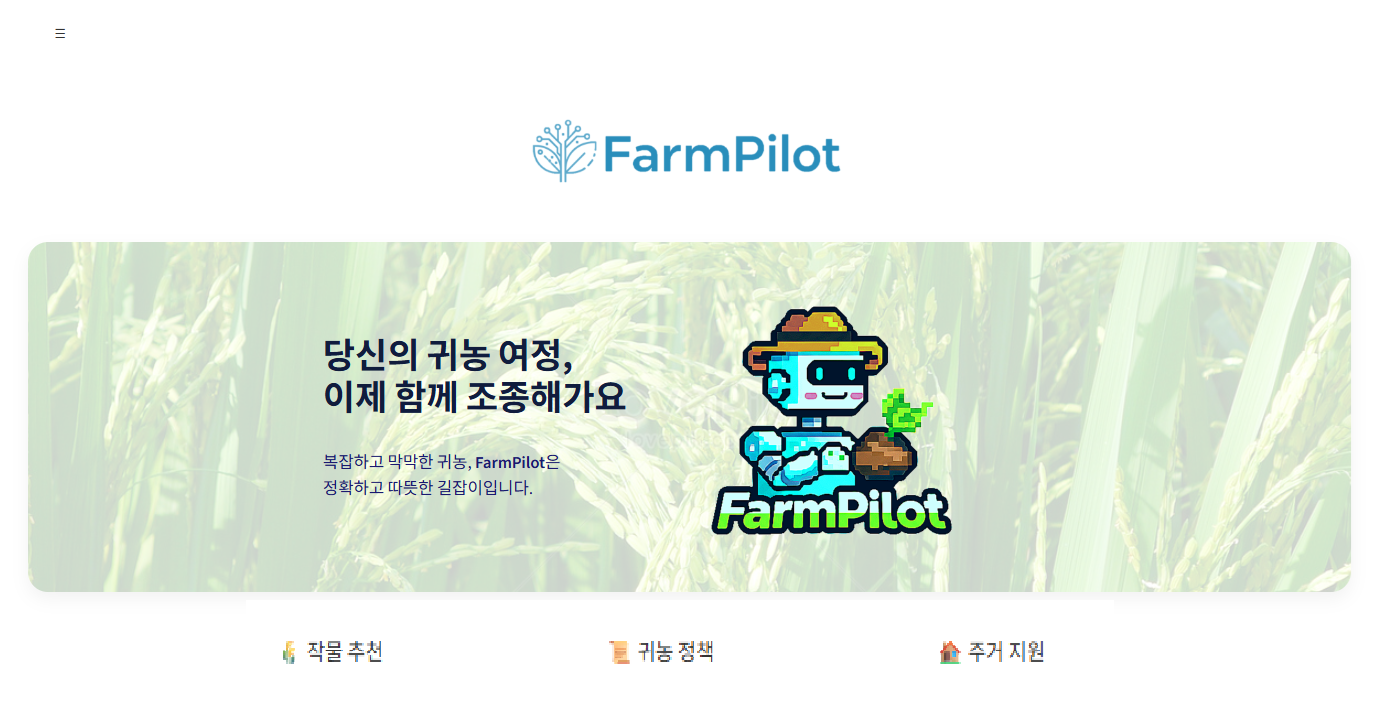 FarmPilot
당신의 귀농 여정,
이제 함께 조종해가요
복잡하고 막막한 귀농, FarmPilot은
정확하고 따뜻한 길잡이입니다.
FarmPilot
작물 추천
귀농 정책
주거 지원